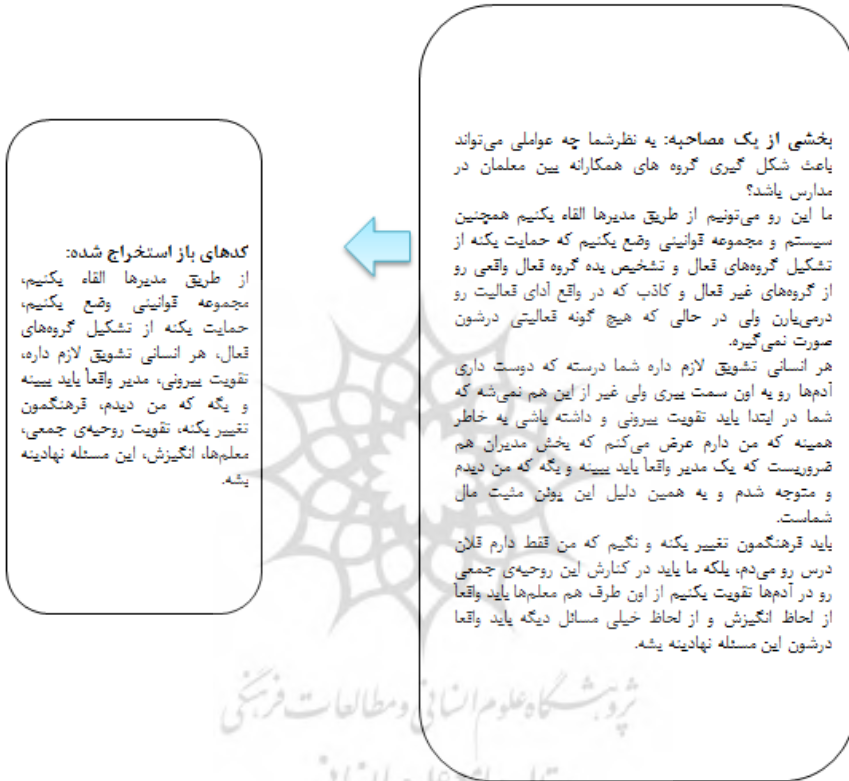 بخشی از یک مصاحبه: به نظرشما چه عواملی می‌تواند
باعث شکل گیری گروه های همکارانه بین معلمان در
مدارس باشد؟
ما این رو می‌تونیم از طریق مدیرها القاء بکنیم همچنین
سیستم و مجموعه قوانینی وضع بکنیم که حمایت بکنه از
تشکیل گروه‌های فعال و تشخیص بده گروه فعال واقعی رو
از گروه‌های غیر فعال و کاذب که در واقع أدای فعالیت رو
درمی‌یارن ولی در حالی که هیچ گونه فعالیتی درشون
صورت نمی‌گیره.
هر انسانی تشویق لازم داره شما درسته که دوست داری
آدم‌ها رو به اون سمت ببری ولی غیر از این هم نمی‌شه که
شما در ابتدا باید تقویت بیرونی و داشته باشی به خاطر
همینه که من دارم عرض می‌کنم که بخش مدیران هم
ضروریست که یک مدیر واقعاً باید ببینه و بگه که من دیدم
و متوجه شدم و به همین دلیل این پوئن مثبت مال
شماست.
باید فرهنگمون تغییر بکنه و نگیم که من فقط دارم فلان
درس رو می‌دم، بلکه ما باید در کنارش این روحیه‌ی جمعی
رو در آدم‌ها تقویت بکنیم از اون طرف هم معلم‌ها باید واقعاً
از لحاظ انگیزش و از لحاظ خیلی مسائل دیگه باید واقعا
درشون این مسئله نهادینه بشه.
کدهای باز استخراج شده:
از طریق مدیرها القاء بکنیم،
مجموعه قوانینی وضع بکنیم،
حمایت بکنه از تشکیل گروه‌های
فعال، هر انسانی تشویق لازم داره،
تقویت بیرونی، مدیر واقعاً باید ببینه
و بگه که من دیدم، فرهنگمون
تغییر بکنه، تقویت روحیه‌ی جمعی،
معلم‌ها، انگیزش، این مسئله نهادینه
بشه.
پژوهشگاه علوم انسانی و مطالعات فرهنگی